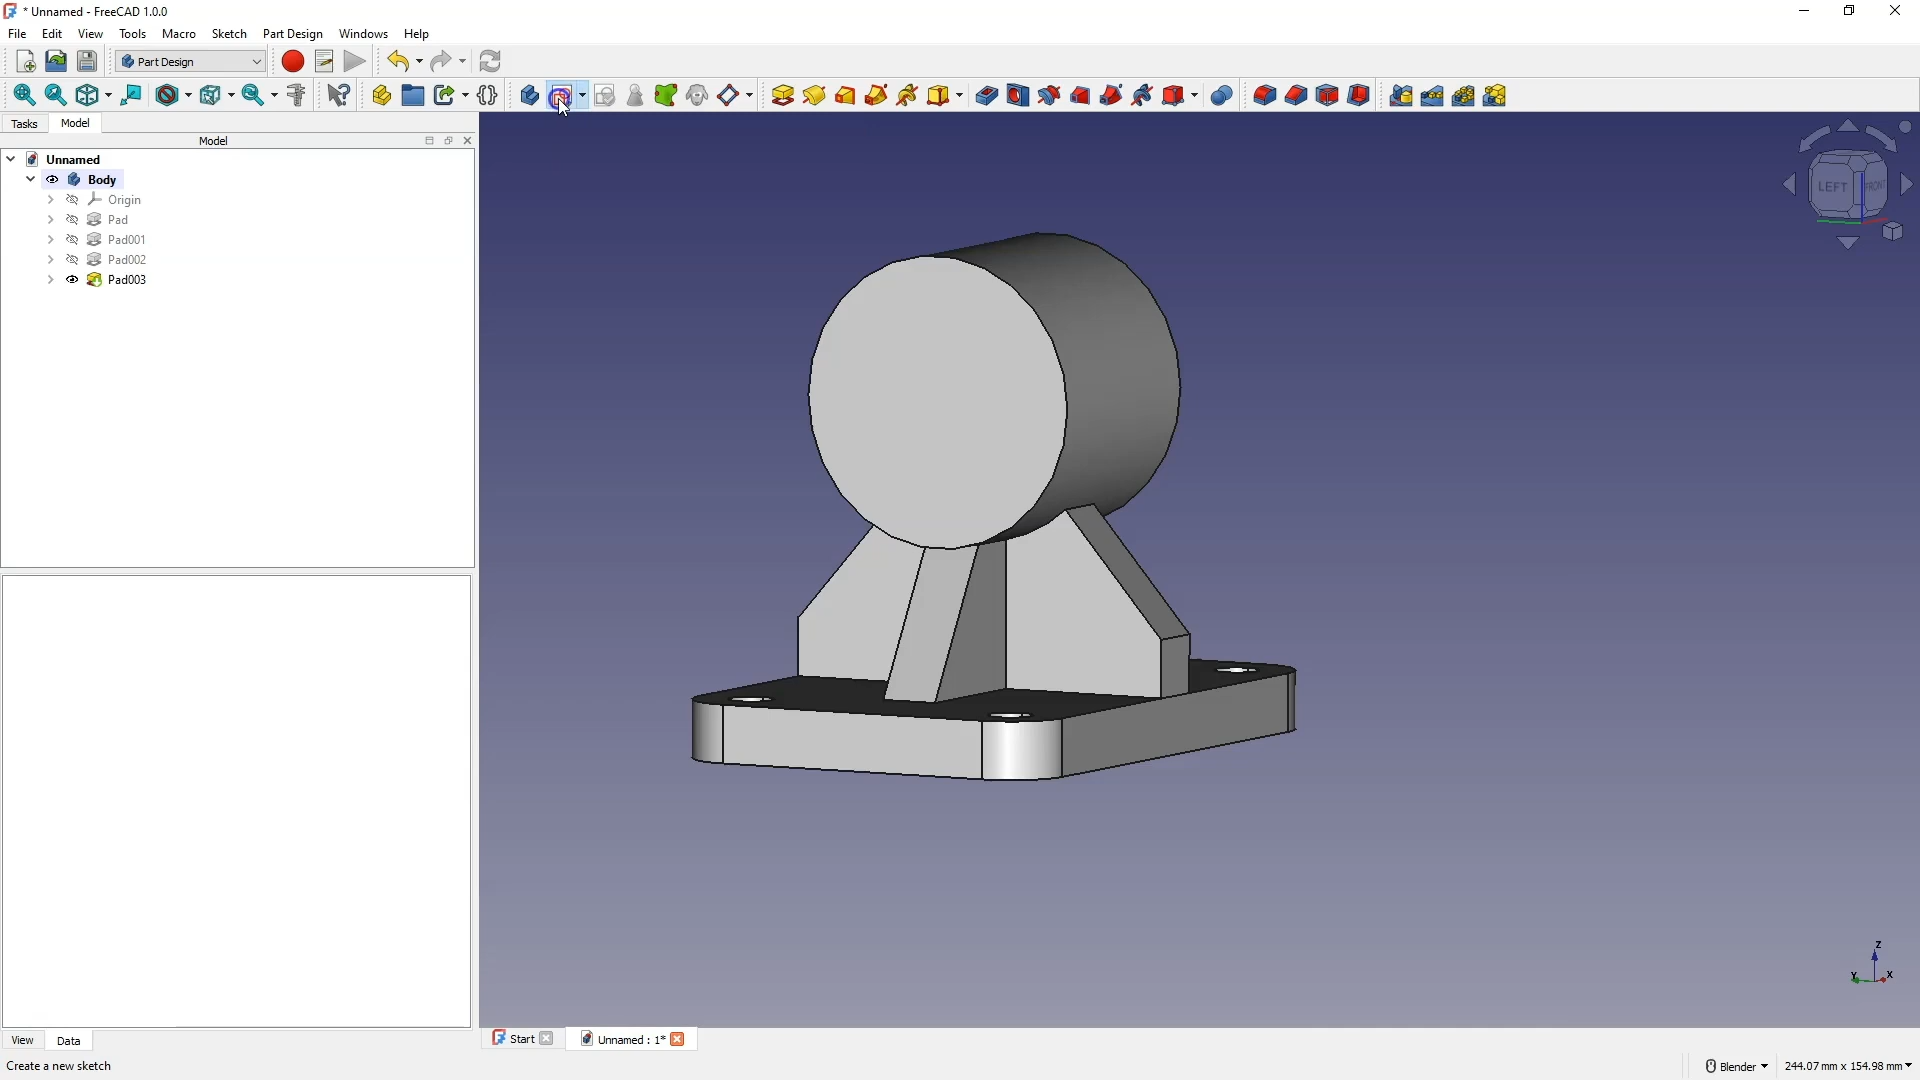 * Unnamed - FreeCAD 1.0.0
File Edit View Tools Macro Sketch Part Design Windows Help
Part Design
Tasks Model
Model
Unnamed
Body
Origin
Pad
Pad001
Pad002
Pad003
LEFT FRONT
Z
Y X
View Data
Start Unnamed : 1*
Create a new sketch
Blender 244.07 mm x 154.98 mm